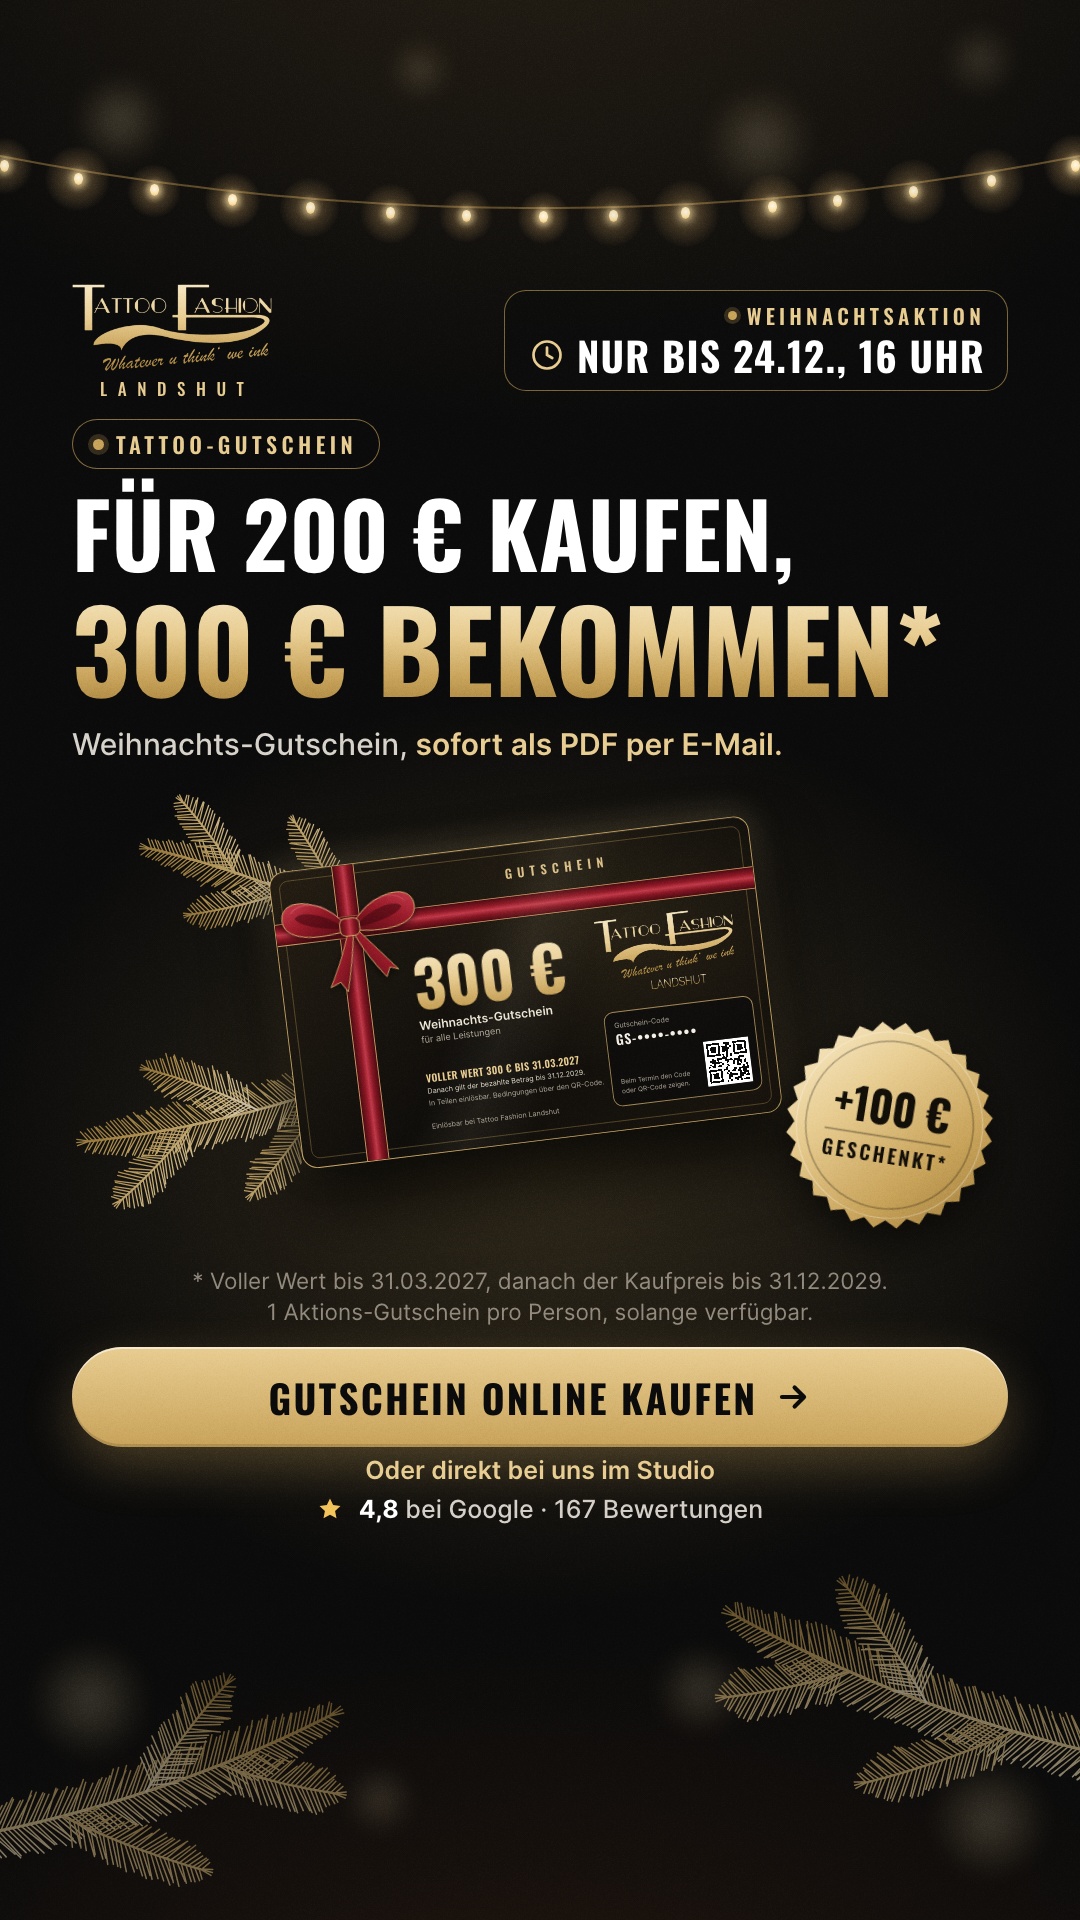 TATTOO FASHION
Whatever u think' we ink
LANDSHUT
WEIHNACHTSAKTION
NUR BIS 24.12., 16 UHR
TATTOO-GUTSCHEIN
FÜR 200 € KAUFEN,
300 € BEKOMMEN*
Weihnachts-Gutschein, sofort als PDF per E-Mail.
GUTSCHEIN
TATTOO FASHION
Whatever u think' we ink
LANDSHUT
300 €
Weihnachts-Gutschein
für alle Leistungen
Gutschein-Code
GS-••••-••••
Beim Termin den Code
oder QR-Code zeigen.
VOLLER WERT 300 € BIS 31.03.2027
Danach gilt der bezahlte Betrag bis 31.12.2029.
In Teilen einlösbar. Bedingungen über den QR-Code.
Einlösbar bei Tattoo Fashion Landshut
+100 €
GESCHENKT*
* Voller Wert bis 31.03.2027, danach der Kaufpreis bis 31.12.2029.
1 Aktions-Gutschein pro Person, solange verfügbar.
GUTSCHEIN ONLINE KAUFEN →
Oder direkt bei uns im Studio
★ 4,8 bei Google · 167 Bewertungen